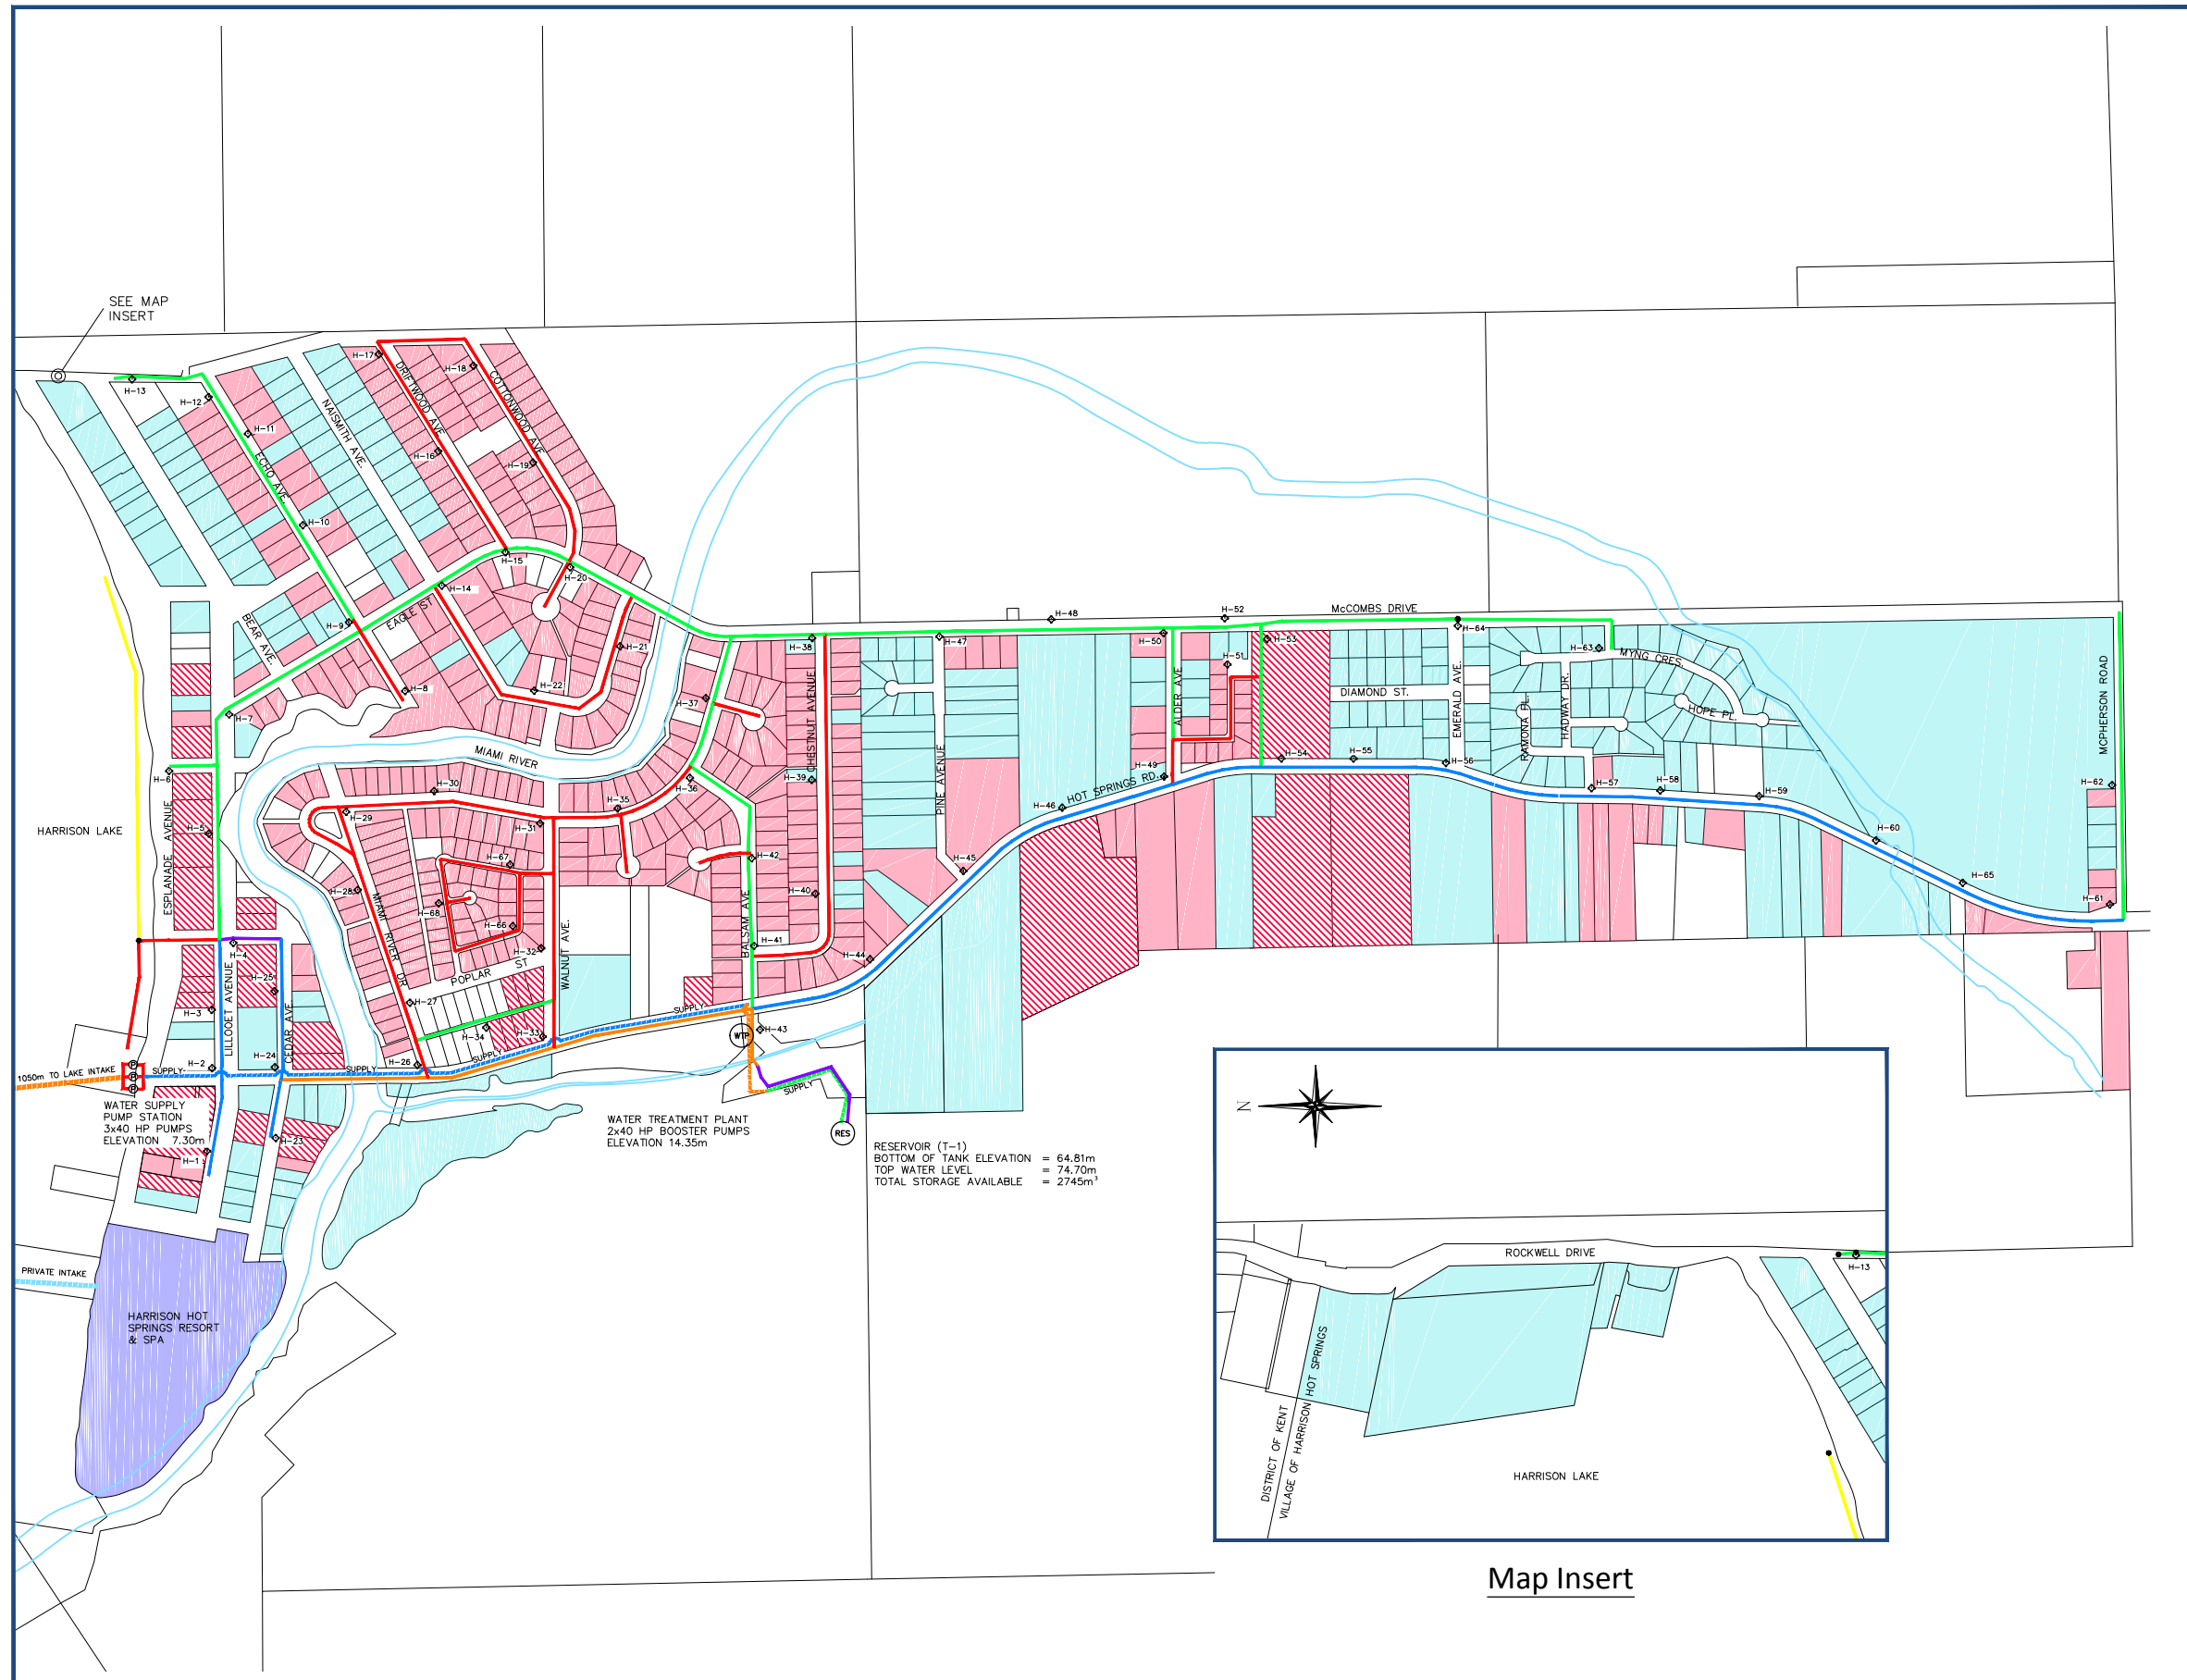 SEE MAP
INSERT
H-17
DRIFTWOOD AVE
H-18
COTTONWOOD AVE
H-13
H-12
H-11
NAISMITH AVE.
H-16
H-19
ECHO AVE.
H-10
H-15
H-20
H-14
EAGLE ST
H-9
BEAR AVE.
H-21
H-22
H-8
H-7
H-37
H-38
H-47
H-48
H-52
McCOMBS DRIVE
H-50
H-53
H-51
H-64
H-63
MYNG CRES.
DIAMOND ST.
EMERALD AVE.
RAMONA PL.
HADWAY DR.
HOPE PL.
MCPHERSON ROAD
ALDER AVE
CHESTNUT AVENUE
PINE AVENUE
MIAMI RIVER
H-6
H-30
H-35
H-36
H-39
H-49
H-54
H-55
H-56
H-57
H-58
H-59
H-62
HOT SPRINGS RD.
H-46
HARRISON LAKE
ESPLANADE AVENUE
H-5
H-29
H-31
H-67
H-42
H-45
H-60
H-65
H-61
H-28
MIAMI RIVER DR
H-68
H-66
H-40
BALSAM AVE
WALNUT AVE.
H-32
H-41
H-44
H-4
H-25
POPLAR ST
H-27
H-3
LILLOOET AVENUE
CEDAR AVE.
H-34
H-33
SUPPLY
WTP
H-43
H-2
H-24
H-26
SUPPLY
1050m TO LAKE INTAKE
P
P
P
SUPPLY
SUPPLY
SUPPLY
RES
WATER SUPPLY
PUMP STATION
3x40 HP PUMPS
ELEVATION 7.30m
H-23
H-1
WATER TREATMENT PLANT
2x40 HP BOOSTER PUMPS
ELEVATION 14.35m
RESERVOIR (T-1)
BOTTOM OF TANK ELEVATION = 64.81m
TOP WATER LEVEL = 74.70m
TOTAL STORAGE AVAILABLE = 2745m³
PRIVATE INTAKE
HARRISON HOT
SPRINGS RESORT
& SPA
N
ROCKWELL DRIVE
H-13
DISTRICT OF KENT
VILLAGE OF HARRISON HOT SPRINGS
HARRISON LAKE
Map Insert